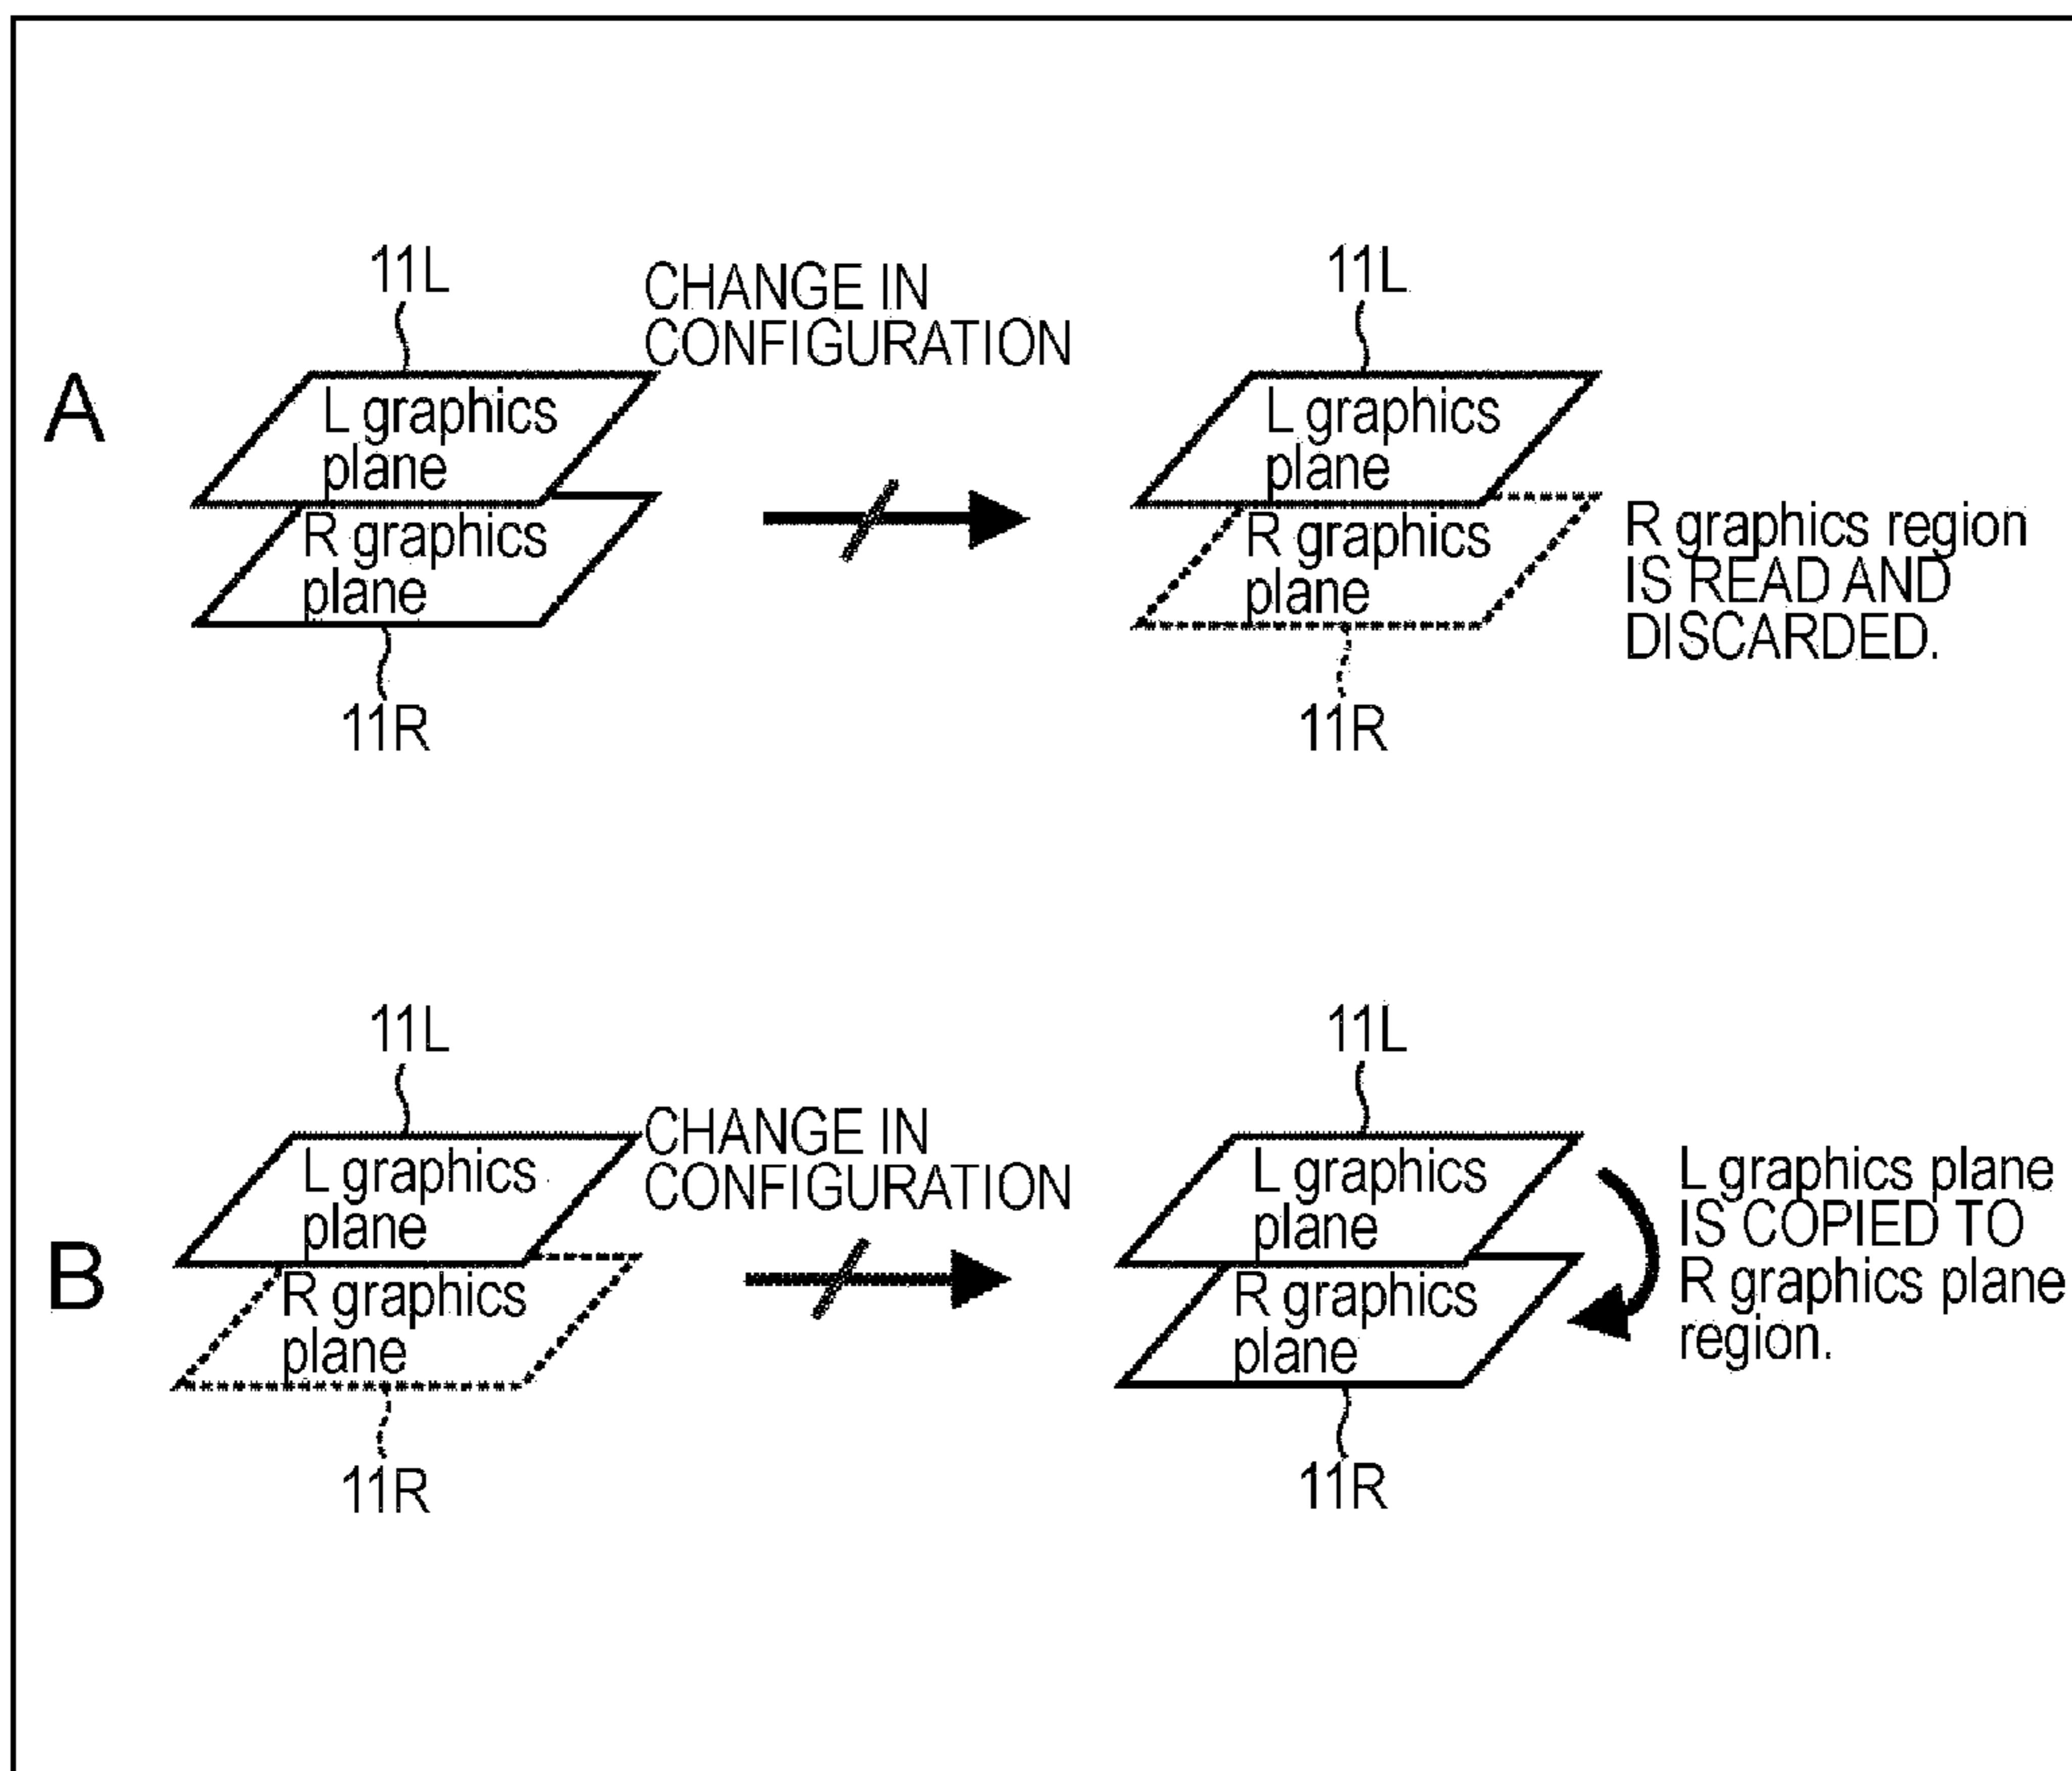 A
11L
CHANGE IN
CONFIGURATION
L graphics
plane
R graphics
plane
11R
11L
L graphics
plane
R graphics
plane
11R
R graphics region
IS READ AND
DISCARDED.
B
11L
CHANGE IN
CONFIGURATION
L graphics
plane
R graphics
plane
11R
11L
L graphics
plane
R graphics
plane
11R
L graphics plane
IS COPIED TO
R graphics plane
region.